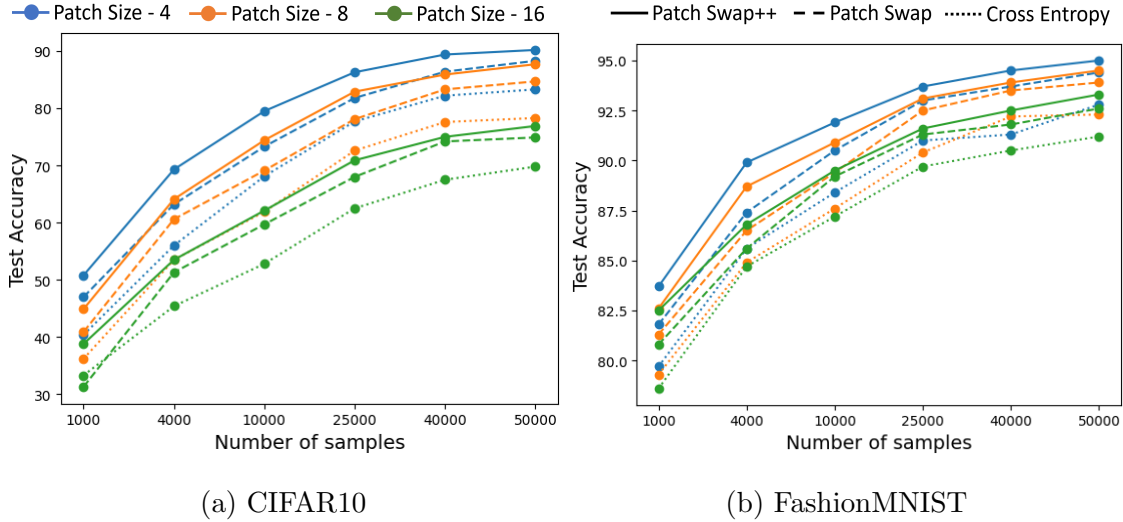 Patch Size - 4 Patch Size - 8 Patch Size - 16
Patch Swap++ Patch Swap Cross Entropy
90
80
70
60
50
40
30
Test Accuracy
1000 4000 10000 25000 40000 50000
Number of samples
(a) CIFAR10
95.0
92.5
90.0
87.5
85.0
82.5
80.0
Test Accuracy
1000 4000 10000 25000 40000 50000
Number of samples
(b) FashionMNIST